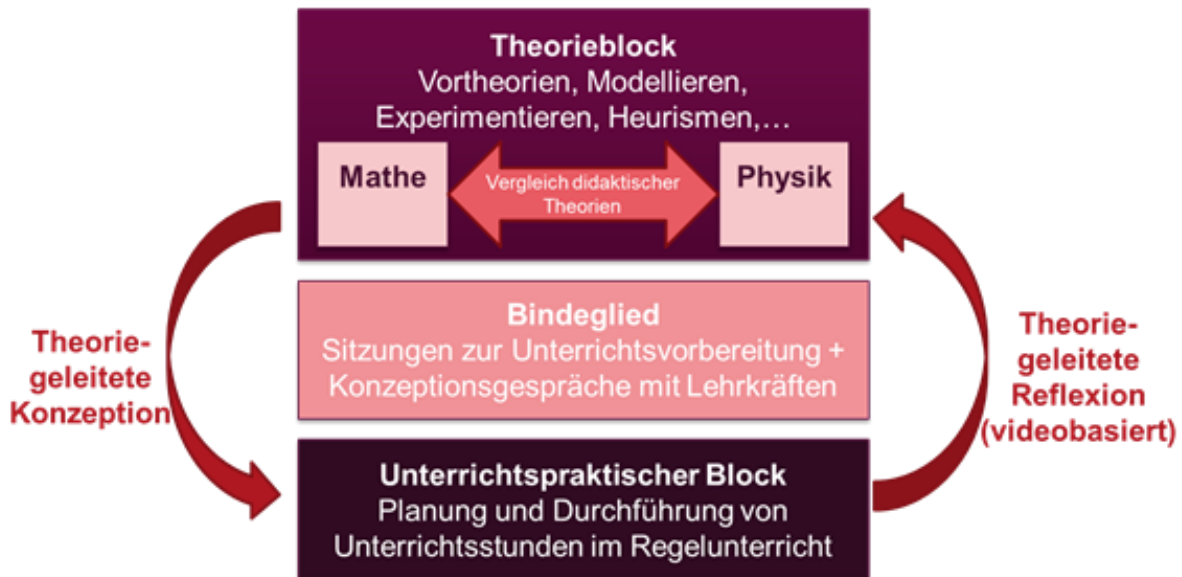 Theorieblock
Vortheorien, Modellieren,
Experimentieren, Heurismen,...
Mathe
Vergleich didaktischer
Theorien
Physik
Bindeglied
Sitzungen zur Unterrichtsvorbereitung +
Konzeptionsgespräche mit Lehrkräften
Theorie-
geleitete
Konzeption
Theorie-
geleitete
Reflexion
(videobasiert)
Unterrichtspraktischer Block
Planung und Durchführung von
Unterrichtsstunden im Regelunterricht